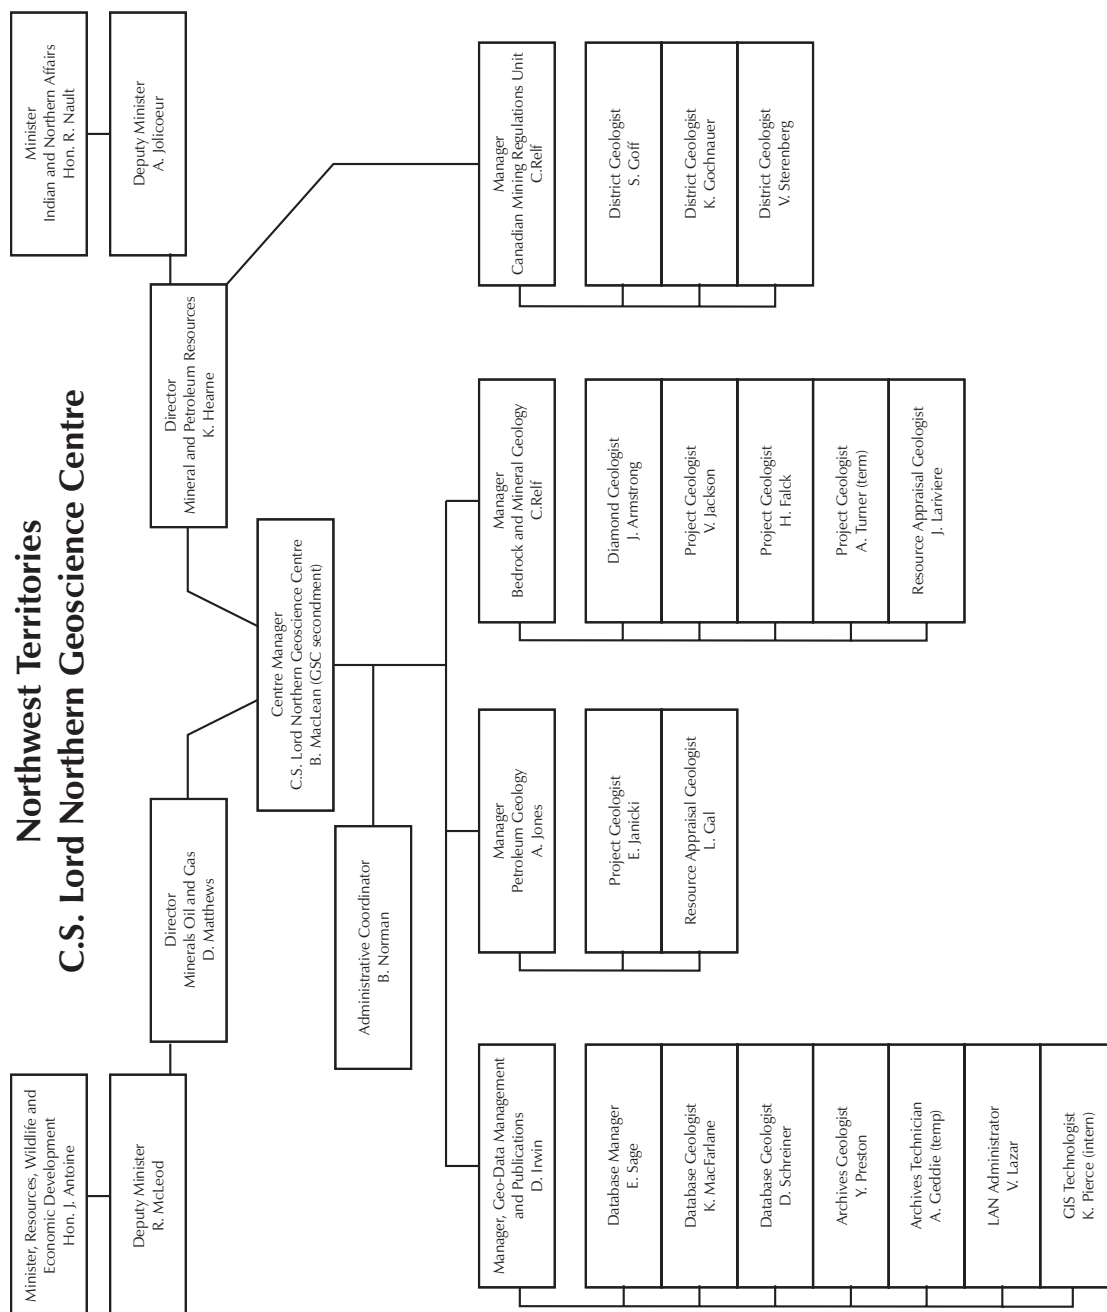 Northwest Territories
C.S. Lord Northern Geoscience Centre
Minister, Resources, Wildlife and
Economic Development
Hon. J. Antoine
Deputy Minister
R. McLeod
Minister
Indian and Northern Affairs
Hon. R. Nault
Deputy Minister
A. Jolicoeur
Director
Minerals Oil and Gas
D. Matthews
Director
Mineral and Petroleum Resources
K. Hearne
Centre Manager
C.S. Lord Northern Geoscience Centre
B. MacLean (GSC secondment)
Administrative Coordinator
B. Norman
Manager, Geo-Data Management
and Publications
D. Irwin
Database Manager
E. Sage
Database Geologist
K. MacFarlane
Database Geologist
D. Schreiner
Archives Geologist
Y. Preston
Archives Technician
A. Geddie (temp)
LAN Administrator
V. Lazar
GIS Technologist
K. Pierce (intern)
Manager
Petroleum Geology
A. Jones
Project Geologist
E. Janicki
Resource Appraisal Geologist
L. Gal
Manager
Bedrock and Mineral Geology
C.Relf
Diamond Geologist
J. Armstrong
Project Geologist
V. Jackson
Project Geologist
H. Falck
Project Geologist
A. Turner (term)
Resource Appraisal Geologist
J. Lariviere
Manager
Canadian Mining Regulations Unit
C.Relf
District Geologist
S. Goff
District Geologist
K. Gochnauer
District Geologist
V. Sterenberg